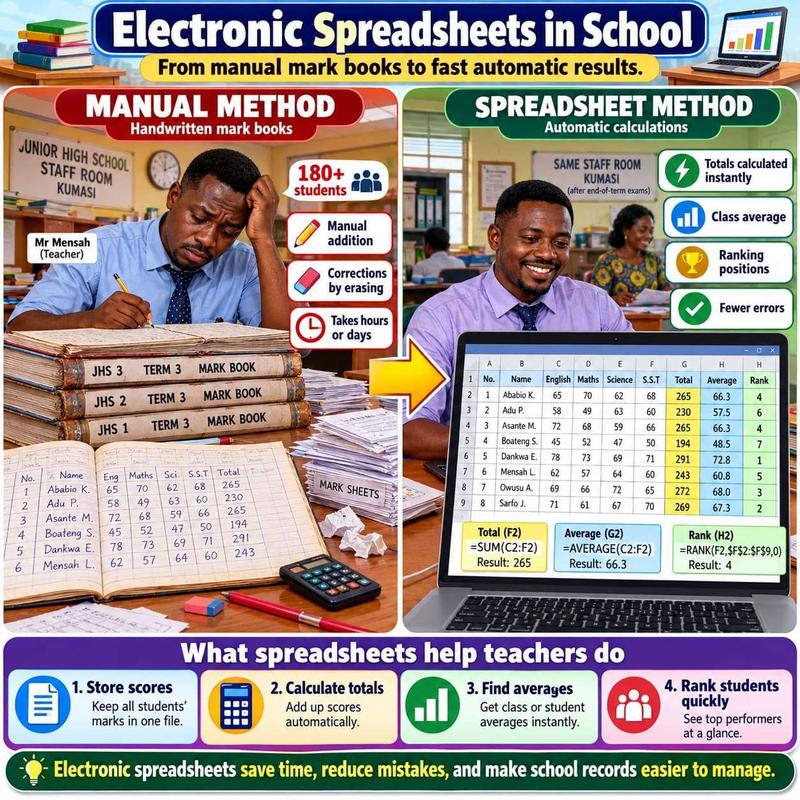 Electronic Spreadsheets in School
From manual mark books to fast automatic results.
MANUAL METHOD
Handwritten mark books
JUNIOR HIGH SCHOOL
STAFF ROOM
KUMASI
180+
students
Mr Mensah
(Teacher)
Manual
addition
Corrections
by erasing
Takes hours
or days
JHS 3 TERM 3 MARK BOOK
JHS 2 TERM 3 MARK BOOK
JHS 1 TERM 3 MARK BOOK
MARK SHEETS
No. Name Eng Maths Sci. S.S.T Total
1 Ababio K. 65 70 62 68 265
2 Adu P. 58 49 63 60 230
3 Asante M. 72 68 59 66 265
4 Boateng S. 45 52 47 50 194
5 Dankwa E. 78 73 69 71 291
6 Mensah L. 62 57 64 60 243
SPREADSHEET METHOD
Automatic calculations
SAME STAFF ROOM
KUMASI
(after end-of-term exams)
Totals calculated
instantly
Class average
Ranking
positions
Fewer errors
A B C D E F G H H
1 No. Name English Maths Science S.S.T Total Average Rank
2 1 Ababio K. 65 70 62 68 265 66.3 4
3 2 Adu P. 58 49 63 60 230 57.5 6
4 3 Asante M. 72 68 59 66 265 66.3 4
5 4 Boateng S. 45 52 47 50 194 48.5 7
6 5 Dankwa E. 78 73 69 71 291 72.8 1
7 6 Mensah L. 62 57 64 60 243 60.8 5
8 7 Owusu A. 69 66 72 65 272 68.0 3
9 8 Sarfo J. 71 61 67 70 269 67.3 2
Total (F2)
=SUM(C2:F2)
Result: 265
Average (G2)
=AVERAGE(C2:F2)
Result: 66.3
Rank (H2)
=RANK(F2,$F$2:$F$9,0)
Result: 4
What spreadsheets help teachers do
1. Store scores
Keep all students'
marks in one file.
2. Calculate totals
Add up scores
automatically.
3. Find averages
Get class or student
averages instantly.
4. Rank students
quickly
See top performers
at a glance.
Electronic spreadsheets save time, reduce mistakes, and make school records easier to manage.